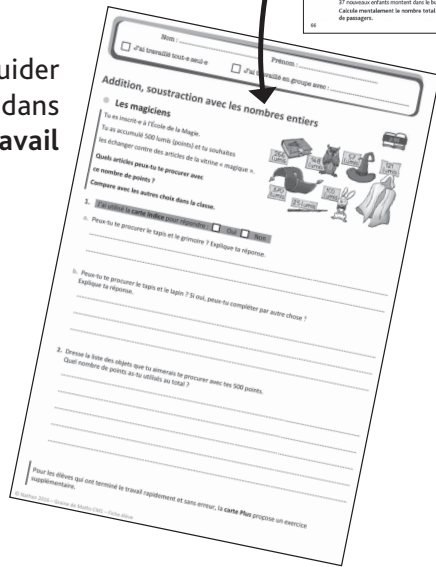 37 nouveaux enfants montent dans le bu
Calcule mentalement le nombre total
de passagers.
66
uider
dans
avail
Nom :
Prénom :
J'ai travaillé tout·e seul·e
J'ai travaillé en groupe avec :
Addition, soustraction avec les nombres entiers
Les magiciens
Tu es inscrit·e à l'École de la Magie.
Tu as accumulé 500 lumis (points) et tu souhaites
les échanger contre des articles de la vitrine « magique ».
Quels articles peux-tu te procurer avec
ce nombre de points ?
Compare avec les autres choix dans la classe.
1. J'ai utilisé la carte indice pour répondre : Oui Non
a. Peux-tu te procurer le tapis et le grimoire ? Explique ta réponse.
b. Peux-tu te procurer le tapis et le lapin ? Si oui, peux-tu compléter par autre chose ?
Explique ta réponse.
2. Dresse la liste des objets que tu aimerais te procurer avec tes 500 points.
Quel nombre de points as-tu utilisés au total ?
Pour les élèves qui ont terminé le travail rapidement et sans erreur, la carte Plus propose un exercice
supplémentaire.
© Nathan 2016 – Graine de Maths CM1 – Fiche élève